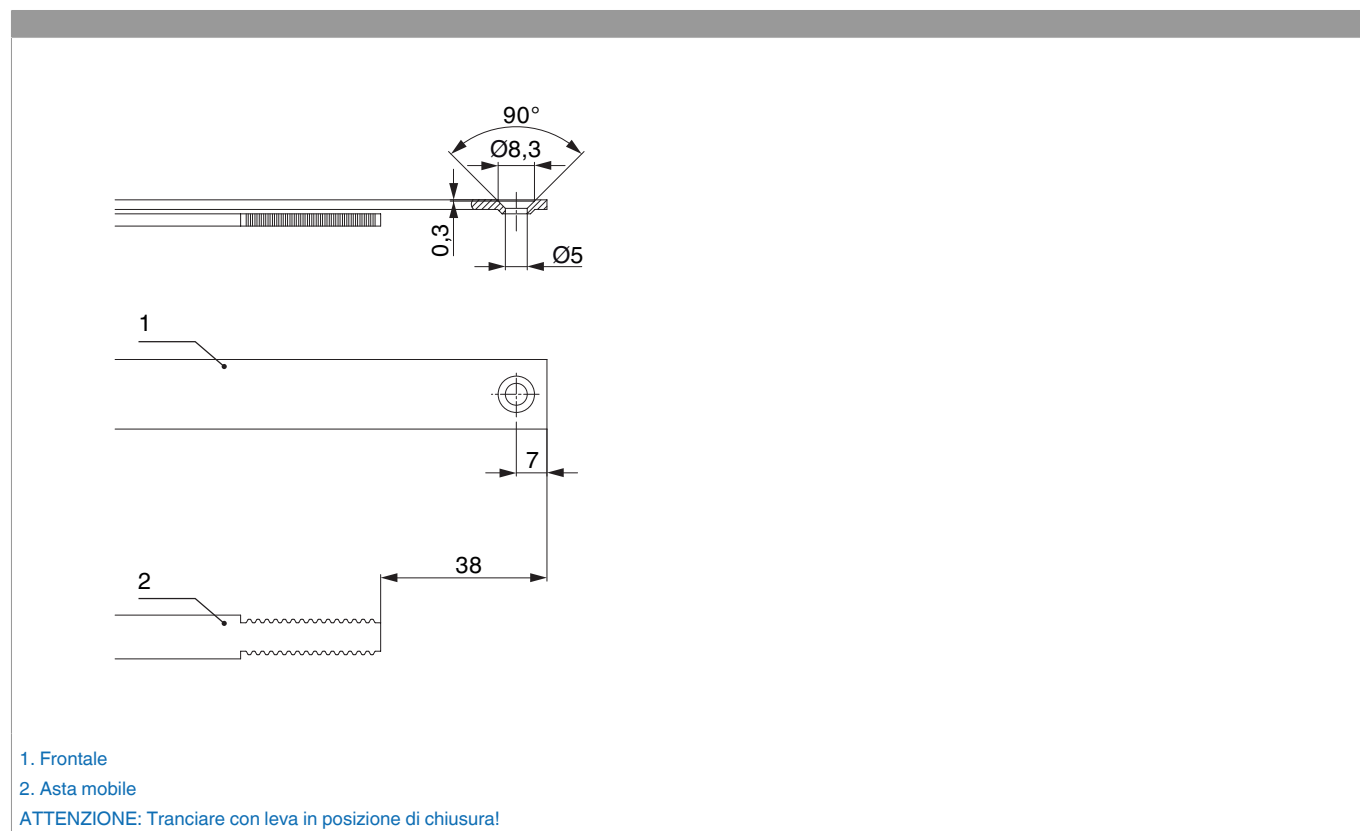 90°
Ø8,3
0,3
Ø5
1
7
38
2
1. Frontale
2. Asta mobile
ATTENZIONE: Tranciare con leva in posizione di chiusura!